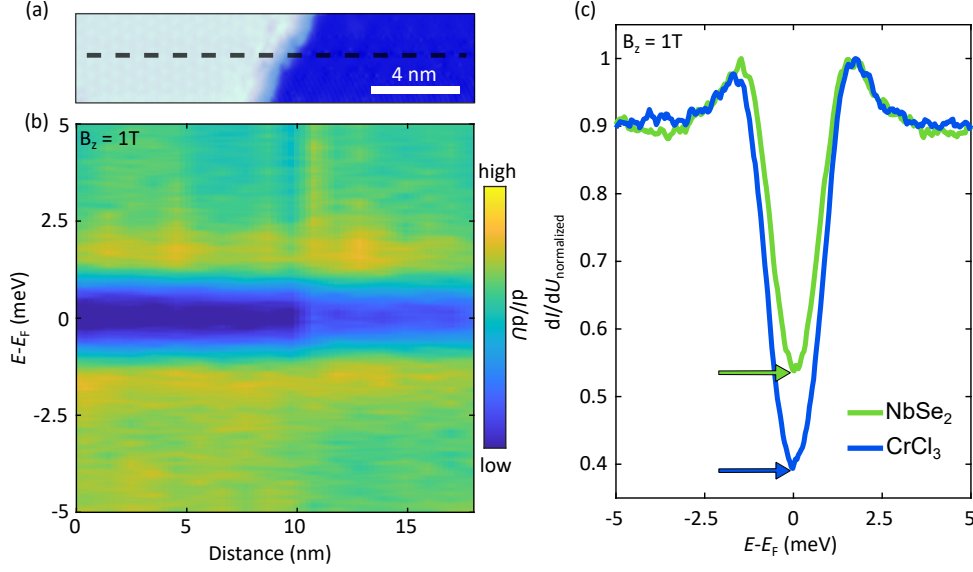 (a)
4 nm
(b)
B_z = 1T
5
2.5
0
-2.5
-5
E-E_F (meV)
0
5
10
15
Distance (nm)
high
dI/dU
low
(c)
B_z = 1T
1
0.9
0.8
0.7
0.6
0.5
0.4
dI/dU_normalized
NbSe₂
CrCl₃
-5
-2.5
0
2.5
5
E-E_F (meV)